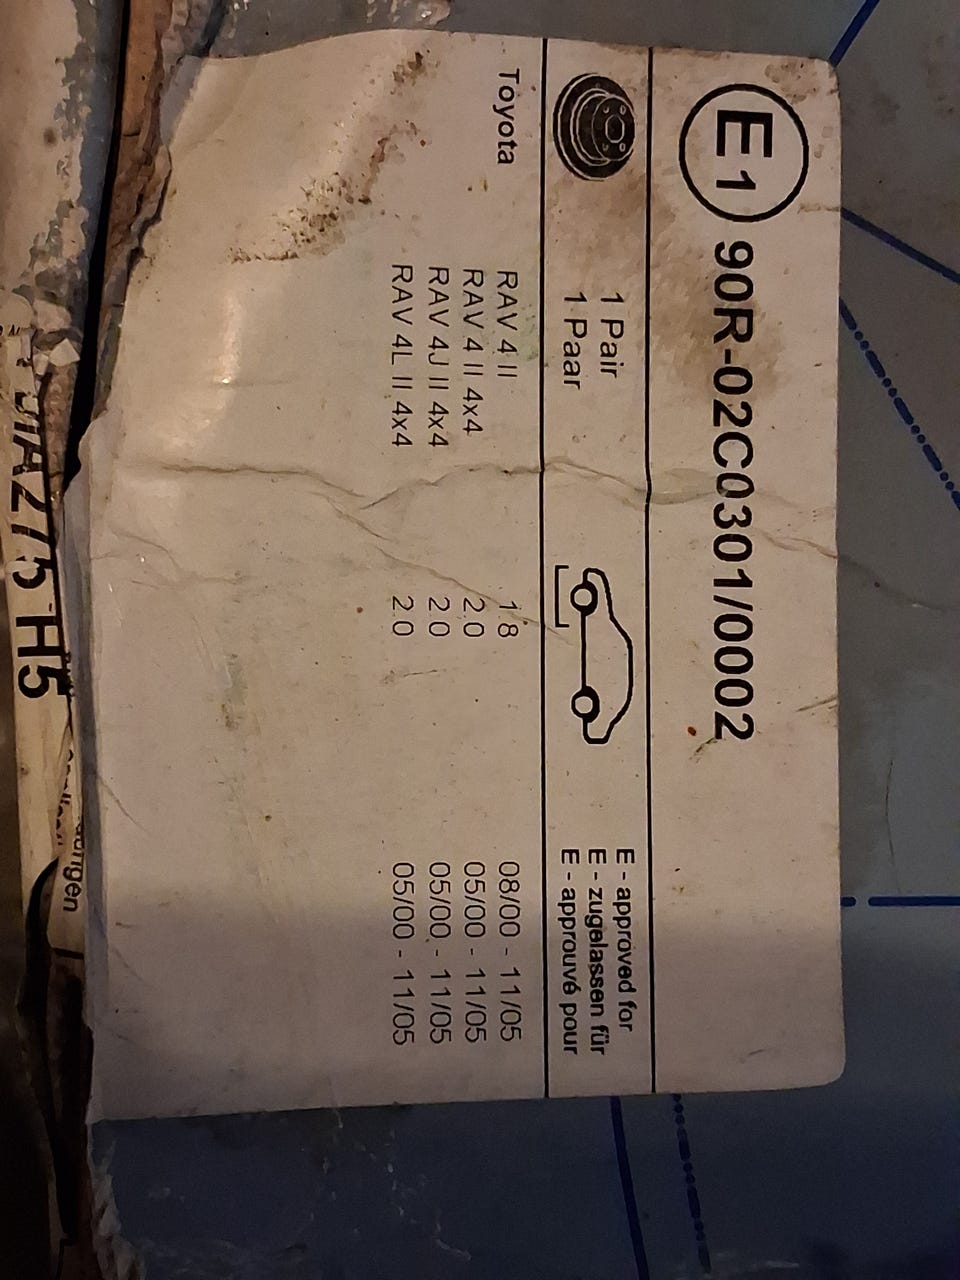 E1 90R-02C0301/0002
1 Pair
1 Paar
E - approved for
E - zugelassen für
E - approuvé pour
Toyota RAV 4 II 1.8 08/00 - 11/05
RAV 4 II 4x4 2.0 05/00 - 11/05
RAV 4J II 4x4 2.0 05/00 - 11/05
RAV 4L II 4x4 2.0 05/00 - 11/05
H5